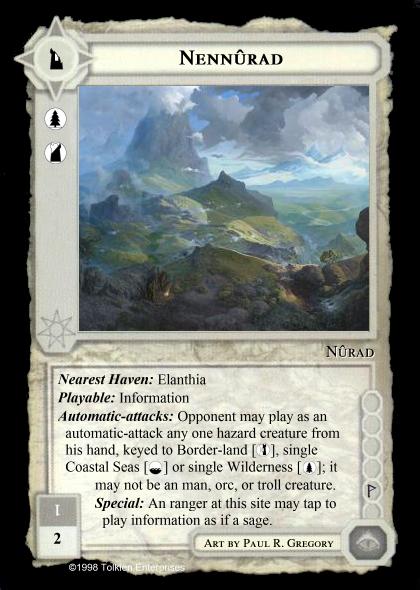 NENNÛRAD
NÛRAD
Nearest Haven: Elanthia
Playable: Information
Automatic-attacks: Opponent may play as an
automatic-attack any one hazard creature from
his hand, keyed to Border-land [ ], single
Coastal Seas [ ] or single Wilderness [ ]; it
may not be an man, orc, or troll creature.
Special: An ranger at this site may tap to
play information as if a sage.
I
2
ART BY PAUL R. GREGORY
©1998 Tolkien Enterprises